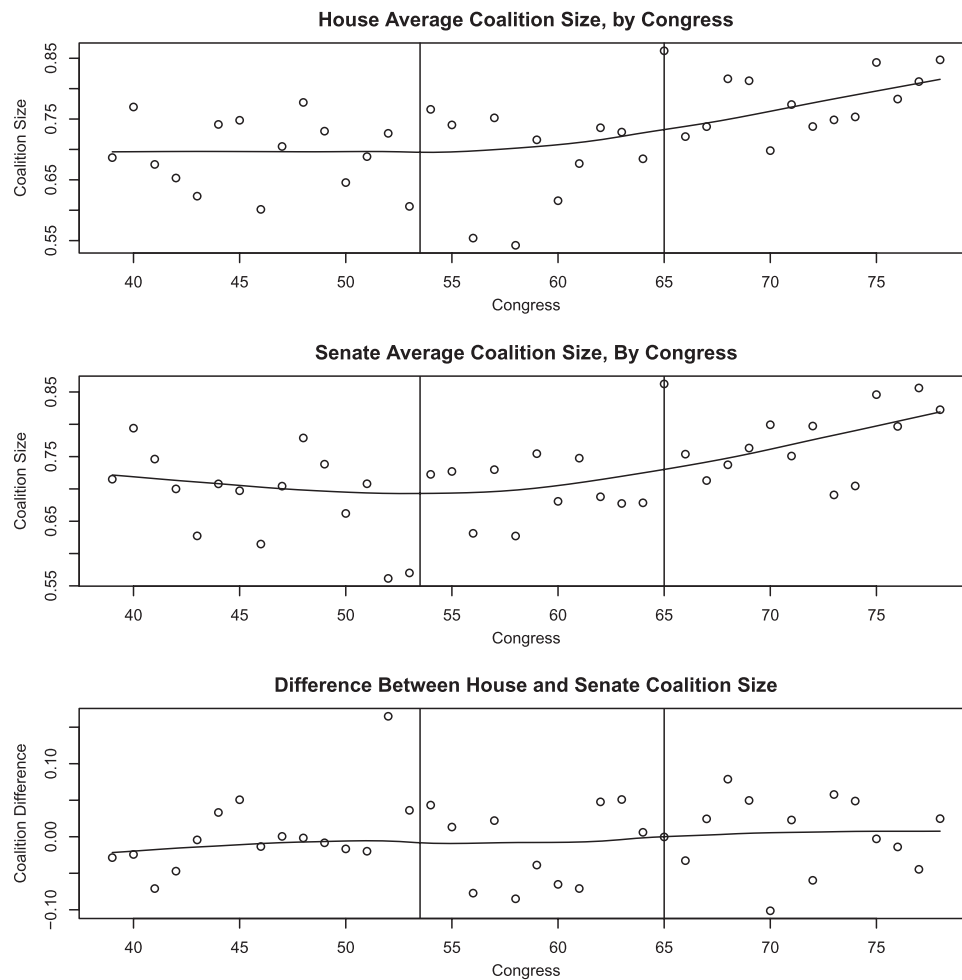 House Average Coalition Size, by Congress
Coalition Size
0.55 0.65 0.75 0.85
40 45 50 55 60 65 70 75
Congress
Senate Average Coalition Size, By Congress
Coalition Size
0.55 0.65 0.75 0.85
40 45 50 55 60 65 70 75
Congress
Difference Between House and Senate Coalition Size
Coalition Difference
−0.10 0.00 0.10
40 45 50 55 60 65 70 75
Congress